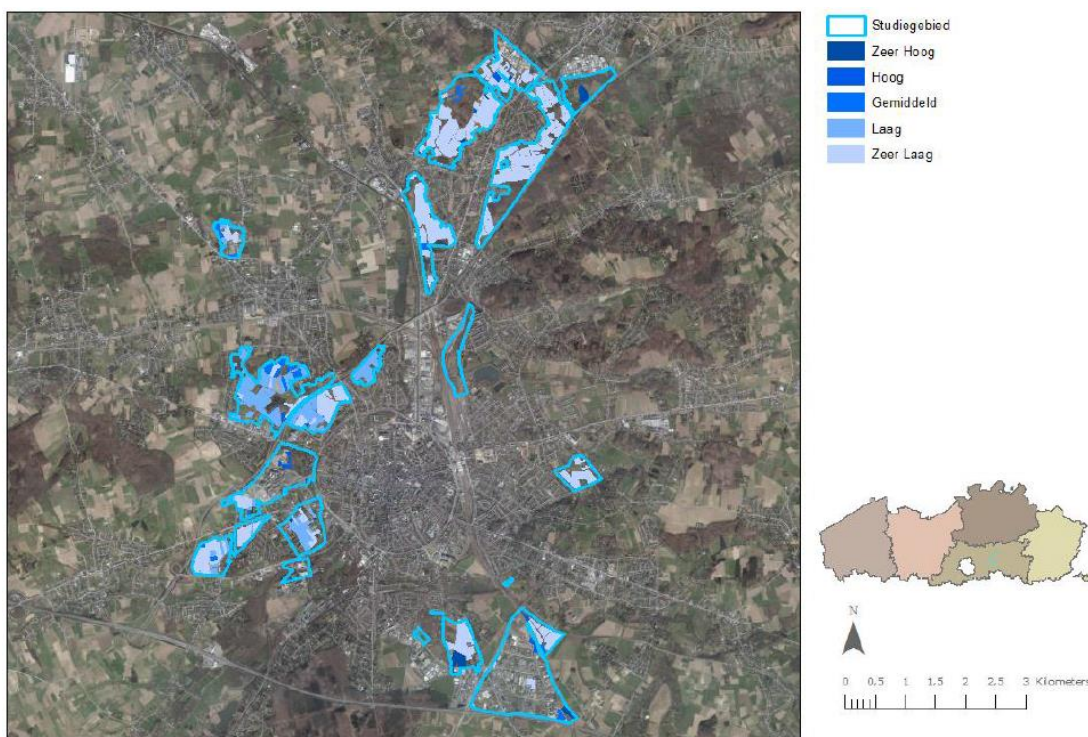 Studiegebied
Zeer Hoog
Hoog
Gemiddeld
Laag
Zeer Laag
N
0 0,5 1 1,5 2 2,5 3 Kilometers